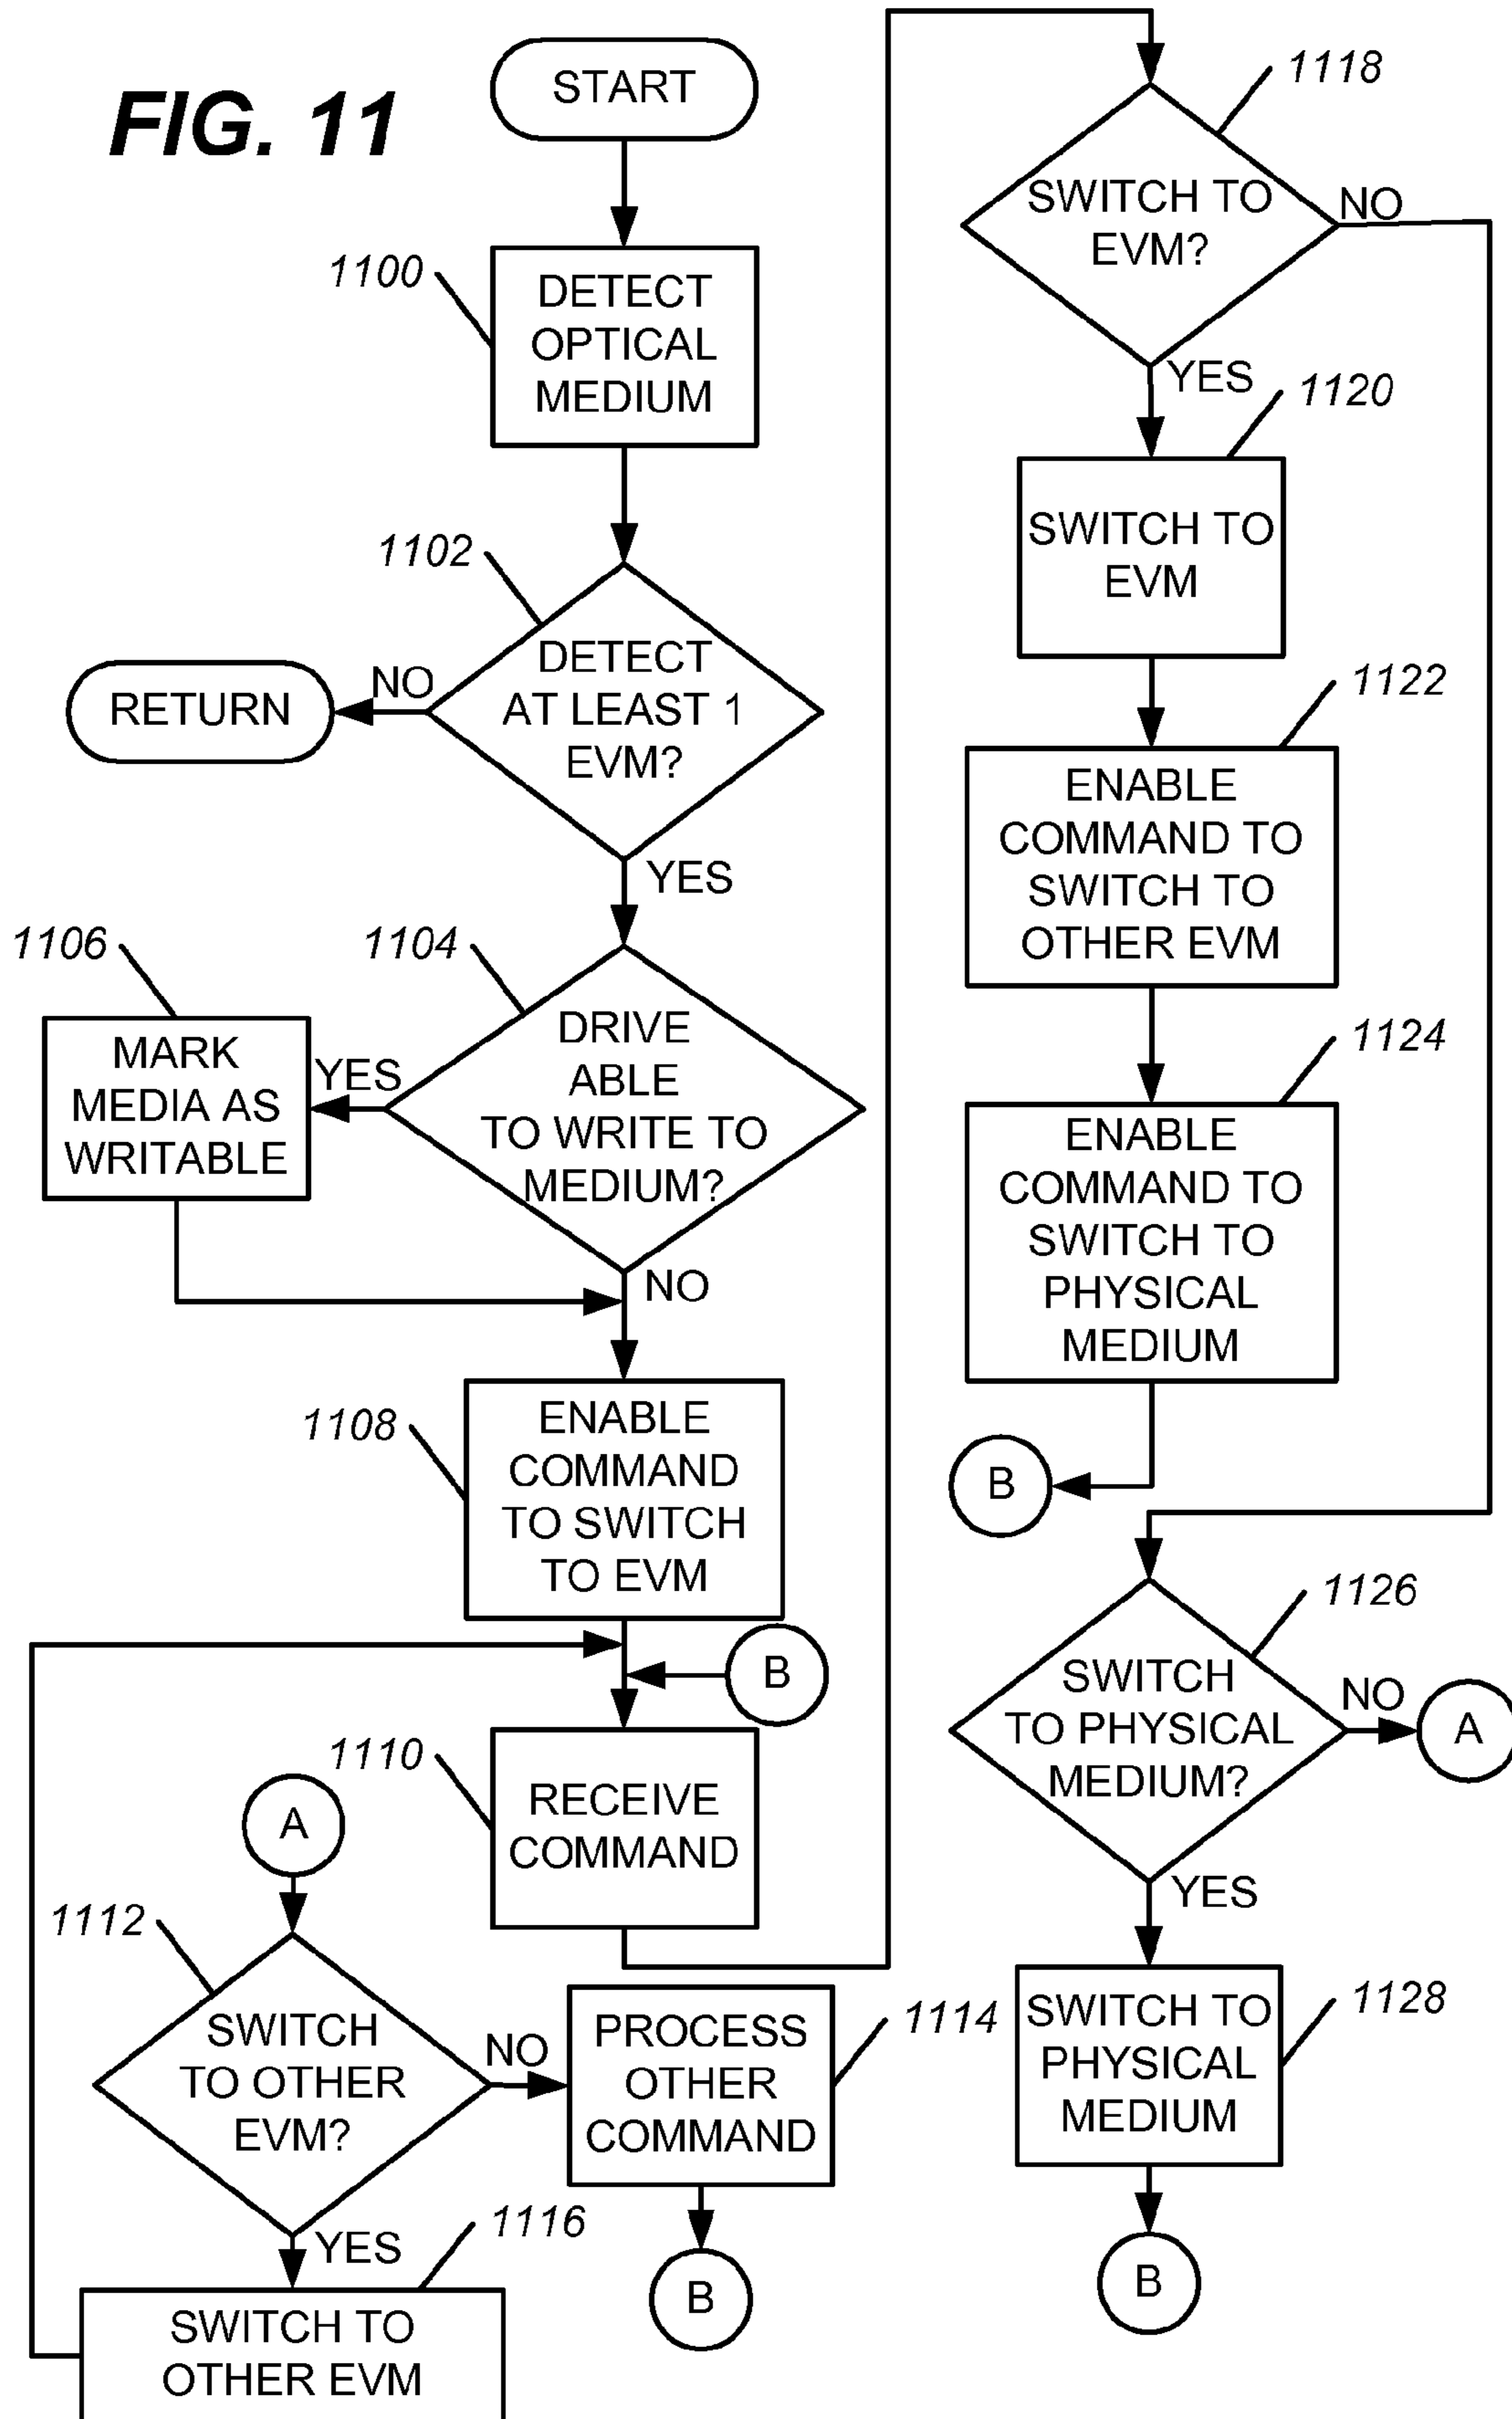 FIG. 11
START
1100
DETECT
OPTICAL
MEDIUM
1102
DETECT
AT LEAST 1
EVM?
NO
RETURN
YES
1104
DRIVE
ABLE
TO WRITE TO
MEDIUM?
YES
1106
MARK
MEDIA AS
WRITABLE
NO
1108
ENABLE
COMMAND
TO SWITCH
TO EVM
B
1110
RECEIVE
COMMAND
A
1112
SWITCH
TO OTHER
EVM?
NO
1114
PROCESS
OTHER
COMMAND
B
YES
1116
SWITCH TO
OTHER EVM
1118
SWITCH TO
EVM?
NO
YES
1120
SWITCH TO
EVM
1122
ENABLE
COMMAND TO
SWITCH TO
OTHER EVM
1124
ENABLE
COMMAND TO
SWITCH TO
PHYSICAL
MEDIUM
B
1126
SWITCH
TO PHYSICAL
MEDIUM?
NO
A
YES
1128
SWITCH TO
PHYSICAL
MEDIUM
B